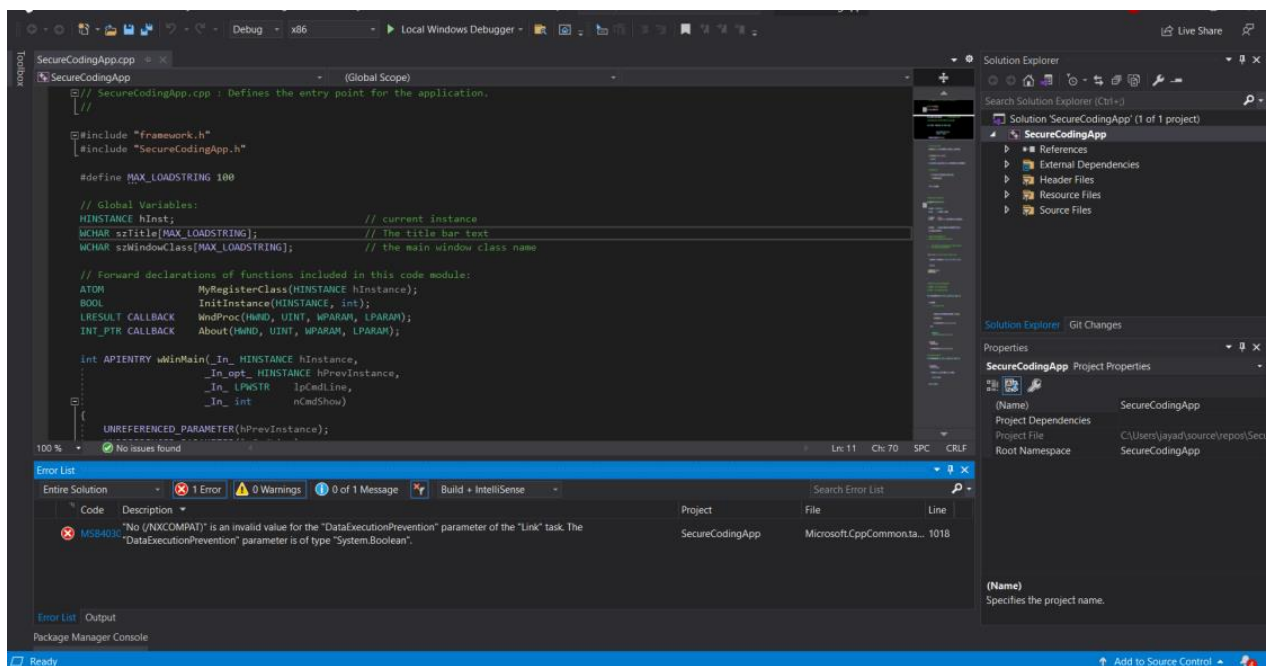 Debug x86 Local Windows Debugger Live Share
Toolbox
SecureCodingApp.cpp
SecureCodingApp (Global Scope)
// SecureCodingApp.cpp : Defines the entry point for the application.
//
#include "framework.h"
#include "SecureCodingApp.h"
#define MAX_LOADSTRING 100
// Global Variables:
HINSTANCE hInst; // current instance
WCHAR szTitle[MAX_LOADSTRING]; // The title bar text
WCHAR szWindowClass[MAX_LOADSTRING]; // the main window class name
// Forward declarations of functions included in this code module:
ATOM MyRegisterClass(HINSTANCE hInstance);
BOOL InitInstance(HINSTANCE, int);
LRESULT CALLBACK WndProc(HWND, UINT, WPARAM, LPARAM);
INT_PTR CALLBACK About(HWND, UINT, WPARAM, LPARAM);
int APIENTRY wWinMain(_In_ HINSTANCE hInstance,
_In_opt_ HINSTANCE hPrevInstance,
_In_ LPWSTR lpCmdLine,
_In_ int nCmdShow)
{
UNREFERENCED_PARAMETER(hPrevInstance);
100 % No issues found Ln: 11 Ch: 70 SPC CRLF
Error List
Entire Solution 1 Error 0 Warnings 0 of 1 Message Build + IntelliSense Search Error List
Code Description Project File Line
MSB4030 "No (/NXCOMPAT)" is an invalid value for the "DataExecutionPrevention" parameter of the "Link" task. The SecureCodingApp Microsoft.CppCommon.ta... 1018
"DataExecutionPrevention" parameter is of type "System.Boolean".
Error List Output
Package Manager Console
Ready Add to Source Control
Solution Explorer
Search Solution Explorer (Ctrl+;)
Solution 'SecureCodingApp' (1 of 1 project)
SecureCodingApp
References
External Dependencies
Header Files
Resource Files
Source Files
Solution Explorer Git Changes
Properties
SecureCodingApp Project Properties
(Name) SecureCodingApp
Project Dependencies
Project File C:\Users\jayad\source\repos\Sec
Root Namespace SecureCodingApp
(Name)
Specifies the project name.